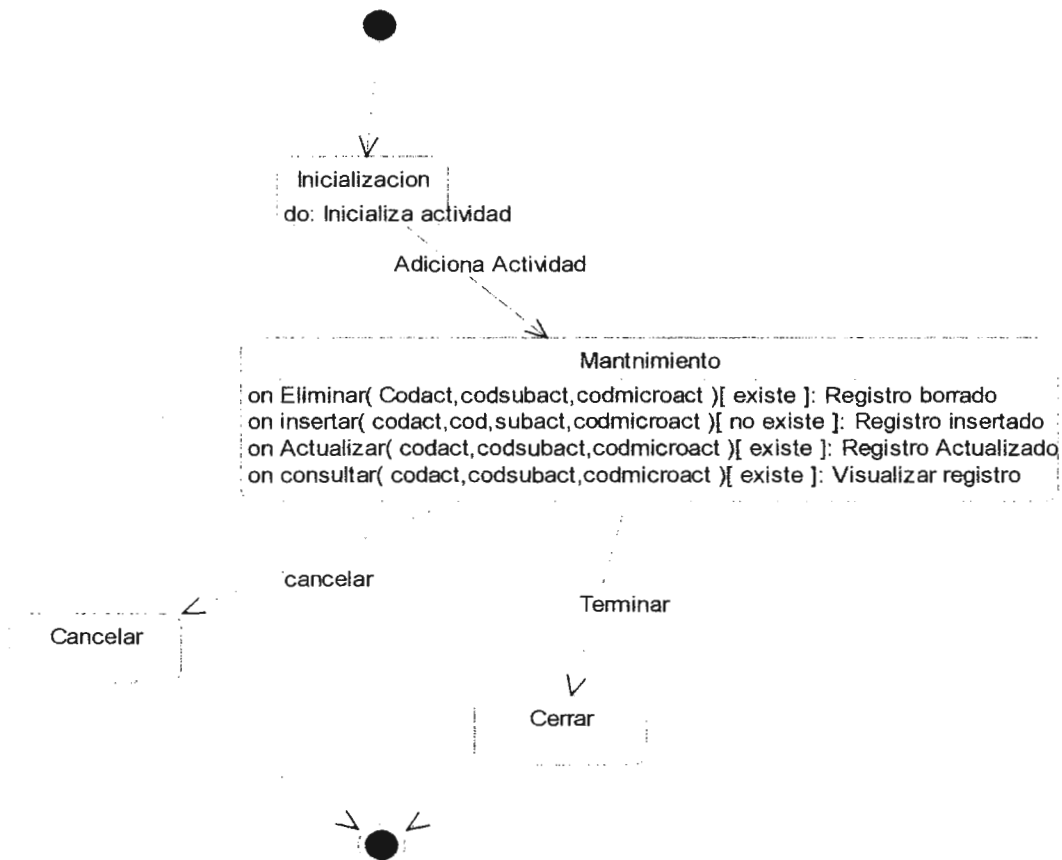 Inicializacion
do: Inicializa actividad
Adiciona Actividad
Mantnimiento
on Eliminar( Codact,codsubact,codmicroact )[ existe ]: Registro borrado
on insertar( codact,cod,subact,codmicroact )[ no existe ]: Registro insertado
on Actualizar( codact,codsubact,codmicroact )[ existe ]: Registro Actualizado
on consultar( codact,codsubact,codmicroact )[ existe ]: Visualizar registro
cancelar
Terminar
Cancelar
Cerrar